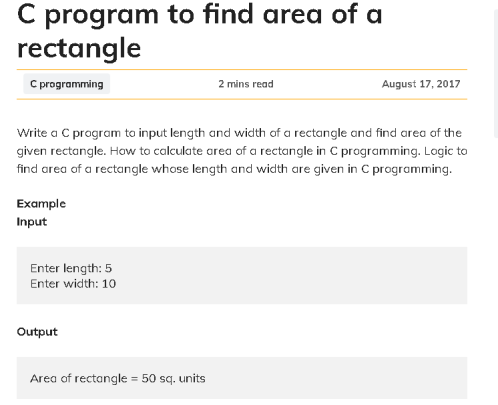 C program to find area of a
rectangle
C programming 2 mins read August 17, 2017
Write a C program to input length and width of a rectangle and find area of the
given rectangle. How to calculate area of a rectangle in C programming. Logic to
find area of a rectangle whose length and width are given in C programming.
Example
Input
Enter length: 5
Enter width: 10
Output
Area of rectangle = 50 sq. units